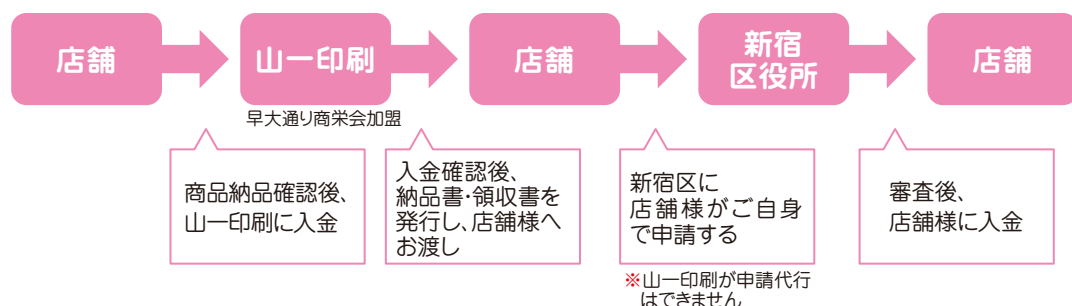 店舗
山一印刷
店舗
新宿
区役所
店舗
早大通り商栄会加盟
商品納品確認後、
山一印刷に入金
入金確認後、
納品書・領収書を
発行し、店舗様へ
お渡し
新宿区に
店舗様がご自身
で申請する
審査後、
店舗様に入金
※山一印刷が申請代行
はできません